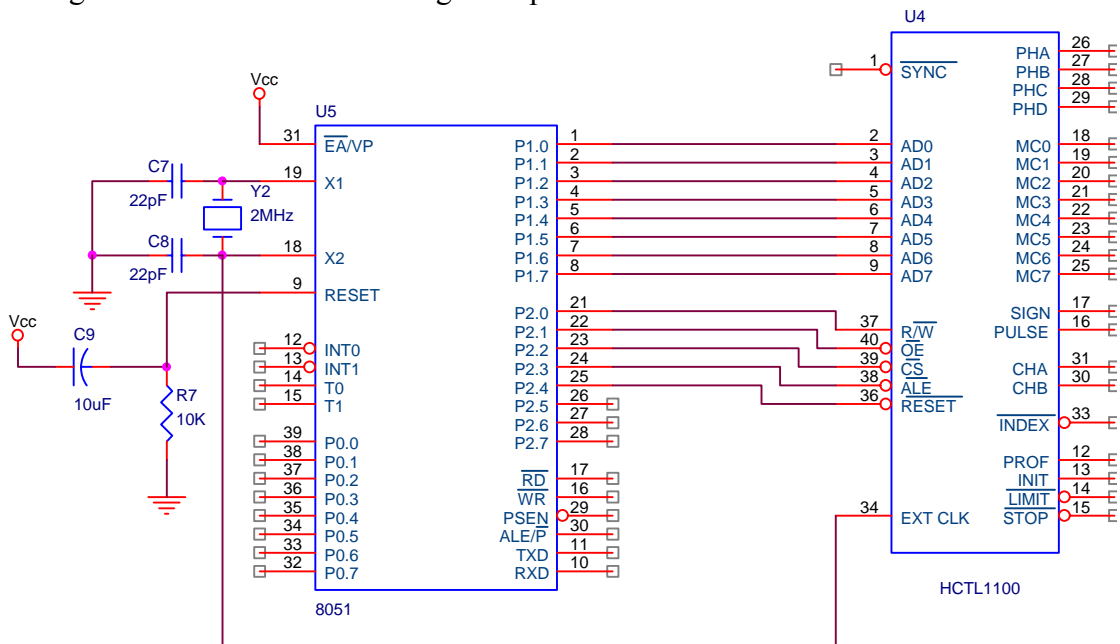 U4
1 SYNC
PHA 26
PHB 27
PHC 28
PHD 29
Vcc
U5
31 EA/VP
P1.0 1
2 AD0
MC0 18
C7
22pF
19 X1
Y2
2MHz
P1.1 2
3 AD1
MC1 19
P1.2 3
4 AD2
MC2 20
P1.3 4
5 AD3
MC3 21
P1.4 5
6 AD4
MC4 22
P1.5 6
7 AD5
MC5 23
C8
22pF
18 X2
P1.6 7
8 AD6
MC6 24
P1.7 8
9 AD7
MC7 25
9 RESET
P2.0 21
37 R/W
SIGN 17
P2.1 22
40 OE
PULSE 16
Vcc
C9
10uF
12 INT0
P2.2 23
39 CS
13 INT1
P2.3 24
38 ALE
CHA 31
14 T0
P2.4 25
36 RESET
CHB 30
15 T1
P2.5 26
R7
10K
P2.6 27
INDEX 33
39 P0.0
P2.7 28
38 P0.1
PROF 12
37 P0.2
RD 17
INIT 13
36 P0.3
WR 16
LIMIT 14
35 P0.4
PSEN 29
34 EXT CLK
STOP 15
34 P0.5
ALE/P 30
33 P0.6
TXD 11
32 P0.7
RXD 10
8051
HCTL1100